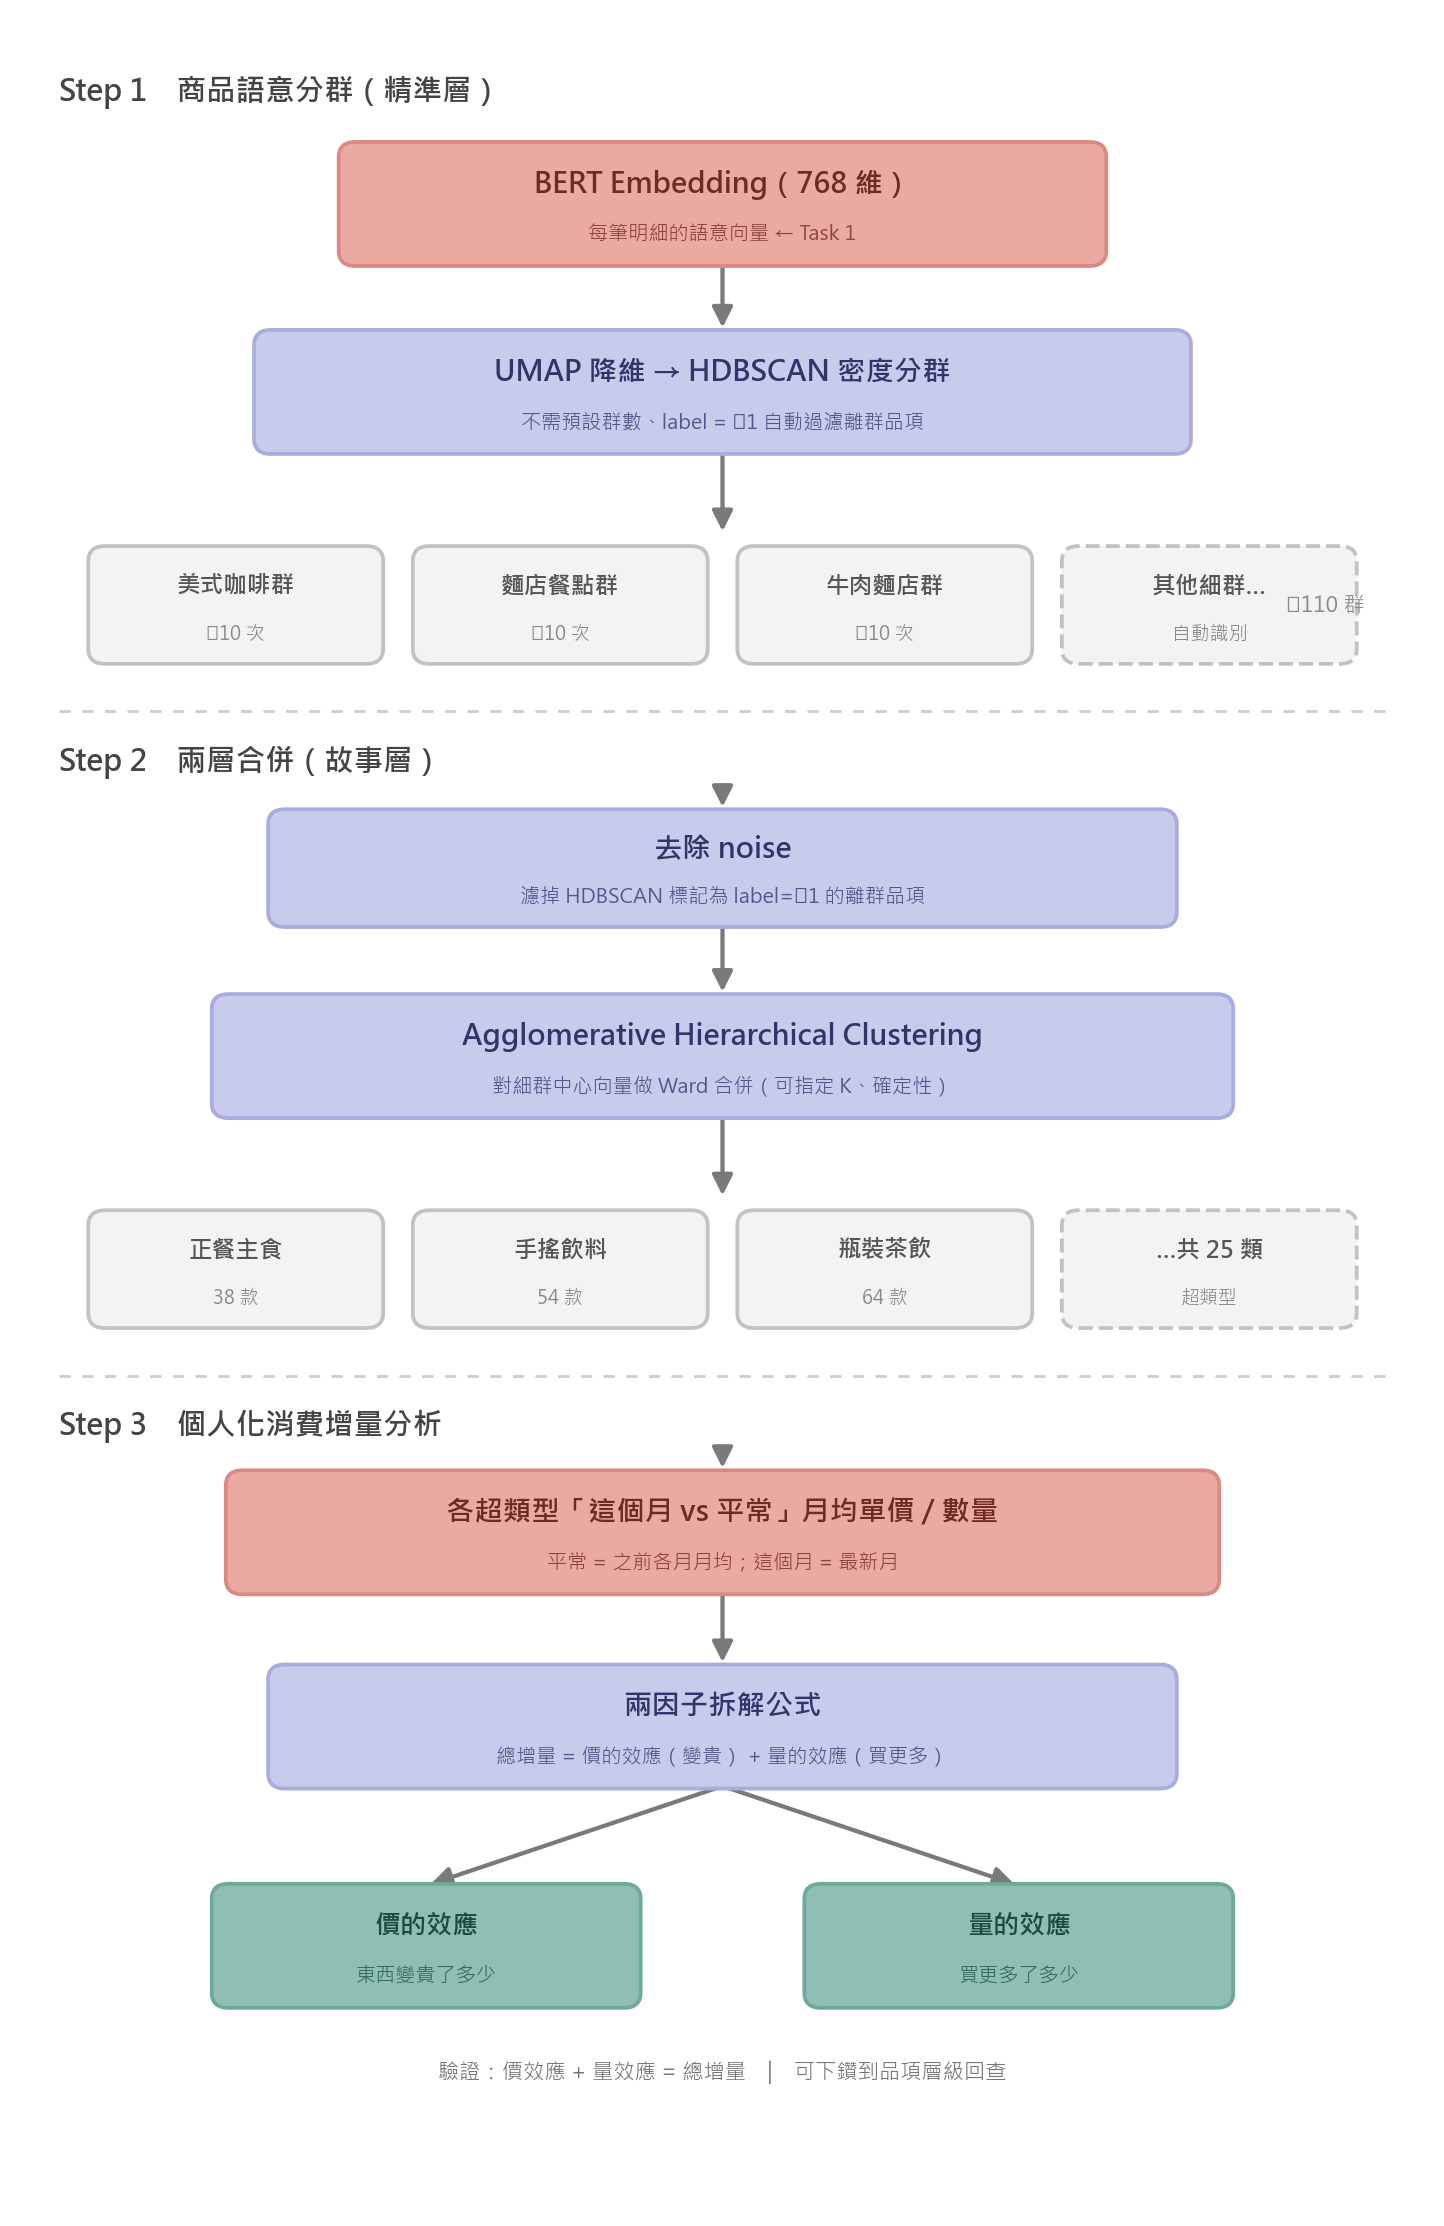 Step 1 商品語意分群（精準層）
BERT Embedding（768 維）
每筆明細的語意向量 ← Task 1
UMAP 降維 → HDBSCAN 密度分群
不需預設群數、label = □1 自動過濾離群品項
美式咖啡群
□10 次
麵店餐點群
□10 次
牛肉麵店群
□10 次
其他細群...
□110 群
自動識別
Step 2 兩層合併（故事層）
去除 noise
濾掉 HDBSCAN 標記為 label=□1 的離群品項
Agglomerative Hierarchical Clustering
對細群中心向量做 Ward 合併（可指定 K、確定性）
正餐主食
38 款
手搖飲料
54 款
瓶裝茶飲
64 款
...共 25 類
超類型
Step 3 個人化消費增量分析
各超類型「這個月 vs 平常」月均單價 / 數量
平常 = 之前各月月均；這個月 = 最新月
兩因子拆解公式
總增量 = 價的效應（變貴） + 量的效應（買更多）
價的效應
東西變貴了多少
量的效應
買更多了多少
驗證：價效應 + 量效應 = 總增量 │ 可下鑽到品項層級回查